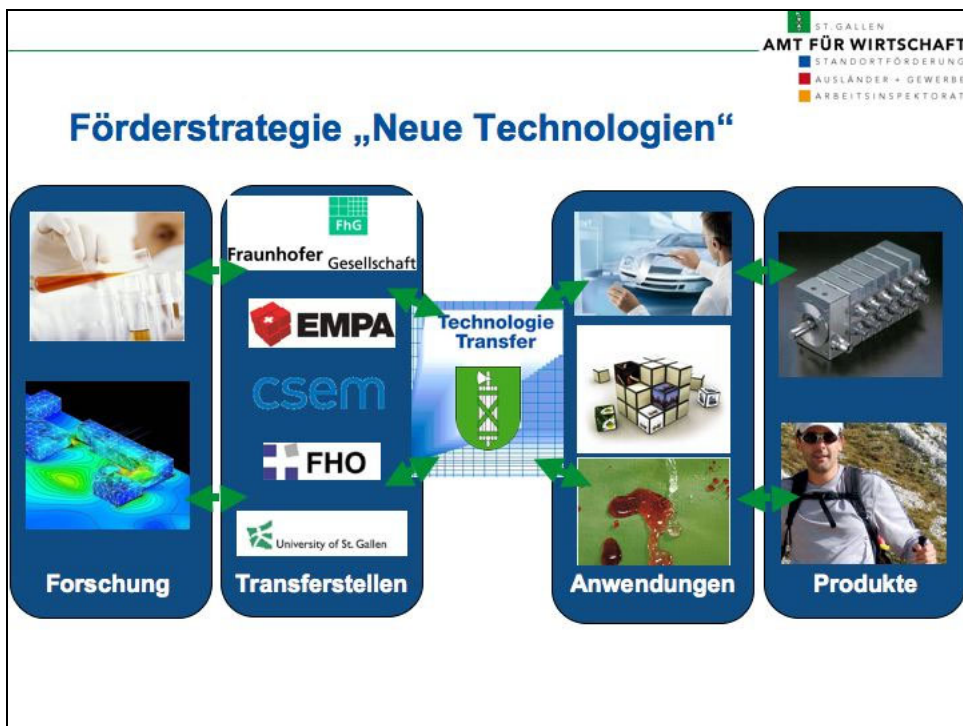 ST.GALLEN
AMT FÜR WIRTSCHAFT
STANDORTFÖRDERUNG
AUSLÄNDER + GEWERBE
ARBEITSINSPEKTORAT
Förderstrategie „Neue Technologien“
FhG
Fraunhofer
Gesellschaft
EMPA
csem
FHO
University of St. Gallen
Technologie
Transfer
Forschung
Transferstellen
Anwendungen
Produkte